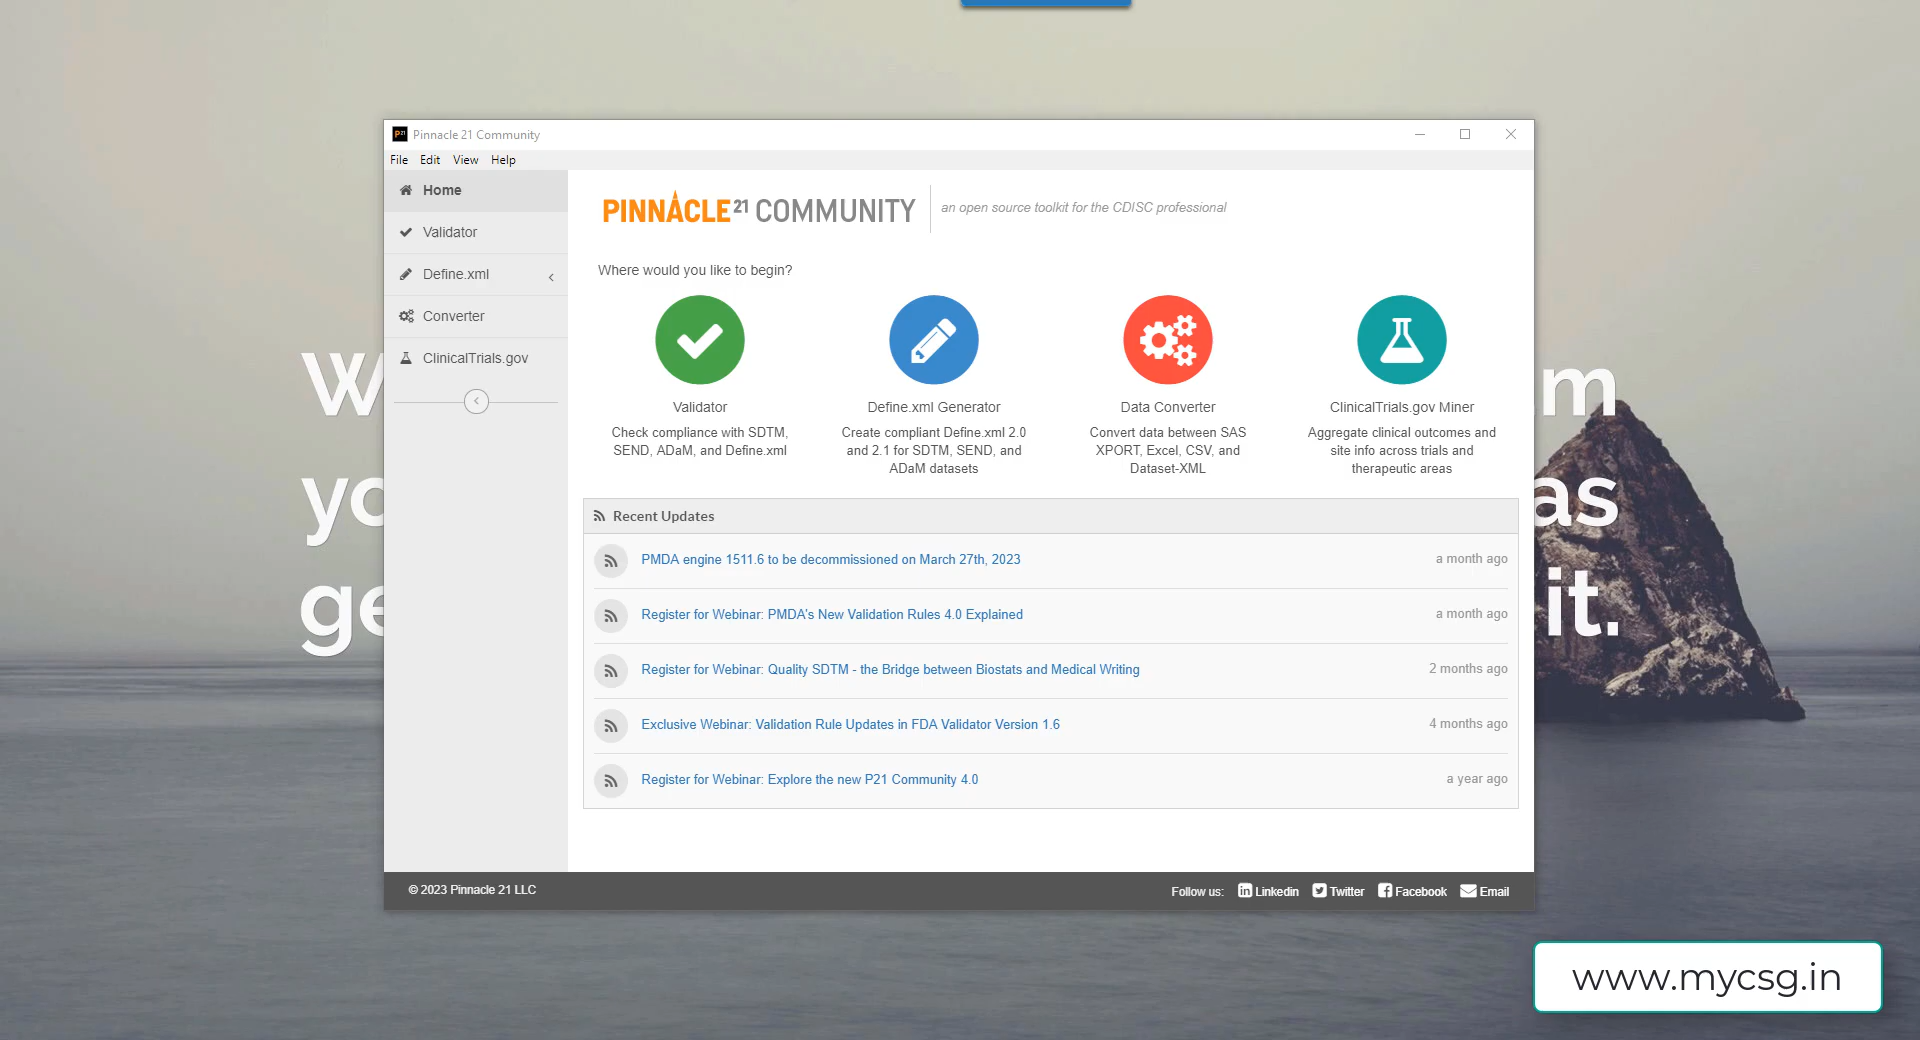 Pinnacle 21 Community
File Edit View Help
Home
Validator
Define.xml
Converter
ClinicalTrials.gov
PINNACLE 21 COMMUNITY
an open source toolkit for the CDISC professional
Where would you like to begin?
Validator
Check compliance with SDTM,
SEND, ADaM, and Define.xml
Define.xml Generator
Create compliant Define.xml 2.0
and 2.1 for SDTM, SEND, and
ADaM datasets
Data Converter
Convert data between SAS
XPORT, Excel, CSV, and
Dataset-XML
ClinicalTrials.gov Miner
Aggregate clinical outcomes and
site info across trials and
therapeutic areas
Recent Updates
PMDA engine 1511.6 to be decommissioned on March 27th, 2023 a month ago
Register for Webinar: PMDA's New Validation Rules 4.0 Explained a month ago
Register for Webinar: Quality SDTM - the Bridge between Biostats and Medical Writing 2 months ago
Exclusive Webinar: Validation Rule Updates in FDA Validator Version 1.6 4 months ago
Register for Webinar: Explore the new P21 Community 4.0 a year ago
© 2023 Pinnacle 21 LLC
Follow us: Linkedin Twitter Facebook Email
as
it.
www.mycsg.in